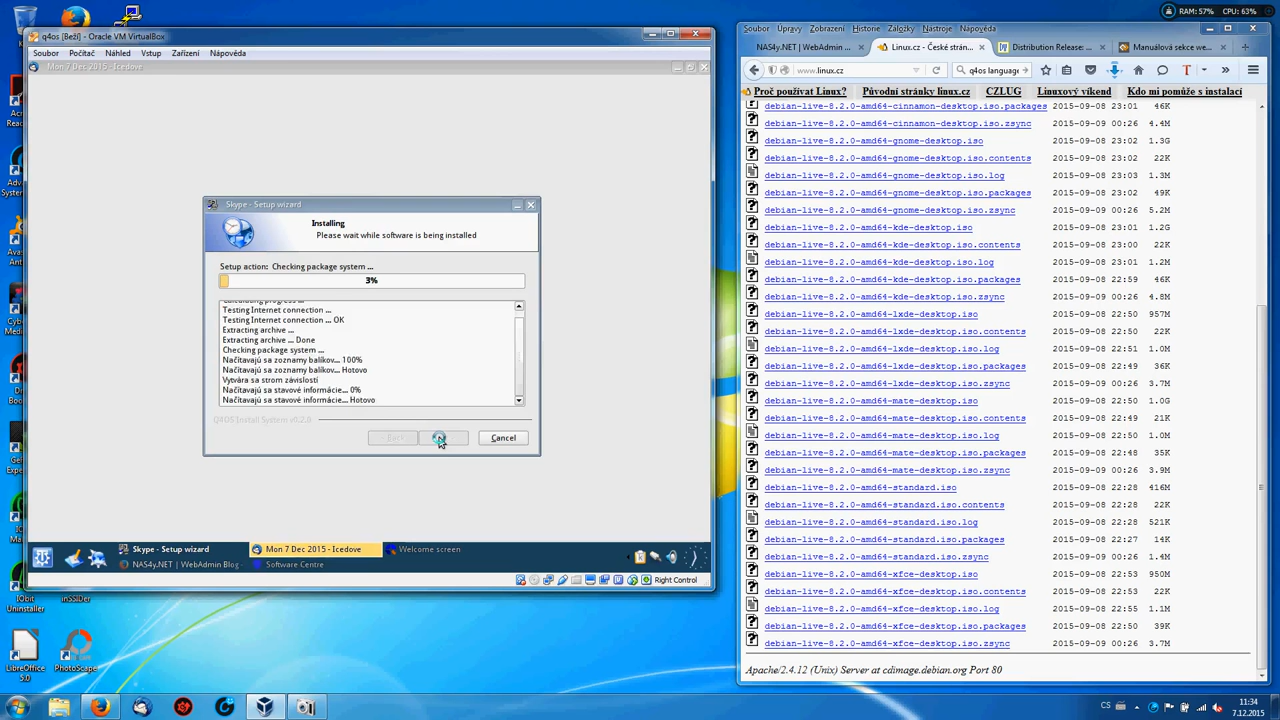 RAM: 57% CPU: 63%
q4os [Beží] - Oracle VM VirtualBox
Soubor Počítač Náhled Vstup Zařízení Nápověda
Mon 7 Dec 2015 - Icedove
Skype - Setup wizard
Installing
Please wait while software is being installed
Setup action: Checking package system ...
3%
Calculating progress ...
Testing Internet connection ...
Testing Internet connection ... OK
Extracting archive ...
Extracting archive ... Done
Checking package system ...
Načítavajú sa zoznamy balíkov... 100%
Načítavajú sa zoznamy balíkov... Hotovo
Vytvára sa strom závislostí
Načítavajú sa stavové informácie... 0%
Načítavajú sa stavové informácie... Hotovo
< Back
Cancel
Skype - Setup wizard
Mon 7 Dec 2015 - Icedove
Welcome screen
NAS4y.NET | WebAdmin Blog
Software Centre
Right Control
Soubor Úpravy Zobrazení Historie Záložky Nástroje Nápověda
NAS4y.NET | WebAdmin ...
Linux.cz - České strán...
Distribution Release: ...
Manuálová sekce we...
www.linux.cz
q4os language
Proč používat Linux? Původní stránky linux.cz CZLUG Linuxový víkend Kdo mi pomůže s instalací
debian-live-8.2.0-amd64-cinnamon-desktop.iso.packages 2015-09-08 23:01 46K
debian-live-8.2.0-amd64-cinnamon-desktop.iso.zsync 2015-09-09 00:26 4.4M
debian-live-8.2.0-amd64-gnome-desktop.iso 2015-09-08 23:02 1.3G
debian-live-8.2.0-amd64-gnome-desktop.iso.contents 2015-09-08 23:02 22K
debian-live-8.2.0-amd64-gnome-desktop.iso.log 2015-09-08 23:03 1.3M
debian-live-8.2.0-amd64-gnome-desktop.iso.packages 2015-09-08 23:02 49K
debian-live-8.2.0-amd64-gnome-desktop.iso.zsync 2015-09-09 00:26 5.2M
debian-live-8.2.0-amd64-kde-desktop.iso 2015-09-08 23:01 1.2G
debian-live-8.2.0-amd64-kde-desktop.iso.contents 2015-09-08 23:00 22K
debian-live-8.2.0-amd64-kde-desktop.iso.log 2015-09-08 23:01 1.2M
debian-live-8.2.0-amd64-kde-desktop.iso.packages 2015-09-08 22:59 46K
debian-live-8.2.0-amd64-kde-desktop.iso.zsync 2015-09-09 00:26 4.8M
debian-live-8.2.0-amd64-lxde-desktop.iso 2015-09-08 22:50 957M
debian-live-8.2.0-amd64-lxde-desktop.iso.contents 2015-09-08 22:50 22K
debian-live-8.2.0-amd64-lxde-desktop.iso.log 2015-09-08 22:51 1.0M
debian-live-8.2.0-amd64-lxde-desktop.iso.packages 2015-09-08 22:49 36K
debian-live-8.2.0-amd64-lxde-desktop.iso.zsync 2015-09-09 00:26 3.7M
debian-live-8.2.0-amd64-mate-desktop.iso 2015-09-08 22:50 1.0G
debian-live-8.2.0-amd64-mate-desktop.iso.contents 2015-09-08 22:49 21K
debian-live-8.2.0-amd64-mate-desktop.iso.log 2015-09-08 22:50 1.0M
debian-live-8.2.0-amd64-mate-desktop.iso.packages 2015-09-08 22:48 35K
debian-live-8.2.0-amd64-mate-desktop.iso.zsync 2015-09-09 00:26 3.9M
debian-live-8.2.0-amd64-standard.iso 2015-09-08 22:28 416M
debian-live-8.2.0-amd64-standard.iso.contents 2015-09-08 22:28 22K
debian-live-8.2.0-amd64-standard.iso.log 2015-09-08 22:28 521K
debian-live-8.2.0-amd64-standard.iso.packages 2015-09-08 22:27 14K
debian-live-8.2.0-amd64-standard.iso.zsync 2015-09-09 00:26 1.4M
debian-live-8.2.0-amd64-xfce-desktop.iso 2015-09-08 22:53 950M
debian-live-8.2.0-amd64-xfce-desktop.iso.contents 2015-09-08 22:53 22K
debian-live-8.2.0-amd64-xfce-desktop.iso.log 2015-09-08 22:55 1.1M
debian-live-8.2.0-amd64-xfce-desktop.iso.packages 2015-09-08 22:50 39K
debian-live-8.2.0-amd64-xfce-desktop.iso.zsync 2015-09-09 00:26 3.7M
Apache/2.4.12 (Unix) Server at cdimage.debian.org Port 80
IObit Uninstaller
inSSIDer
LibreOffice 5.0
PhotoScape
CS
11:34
7.12.2015